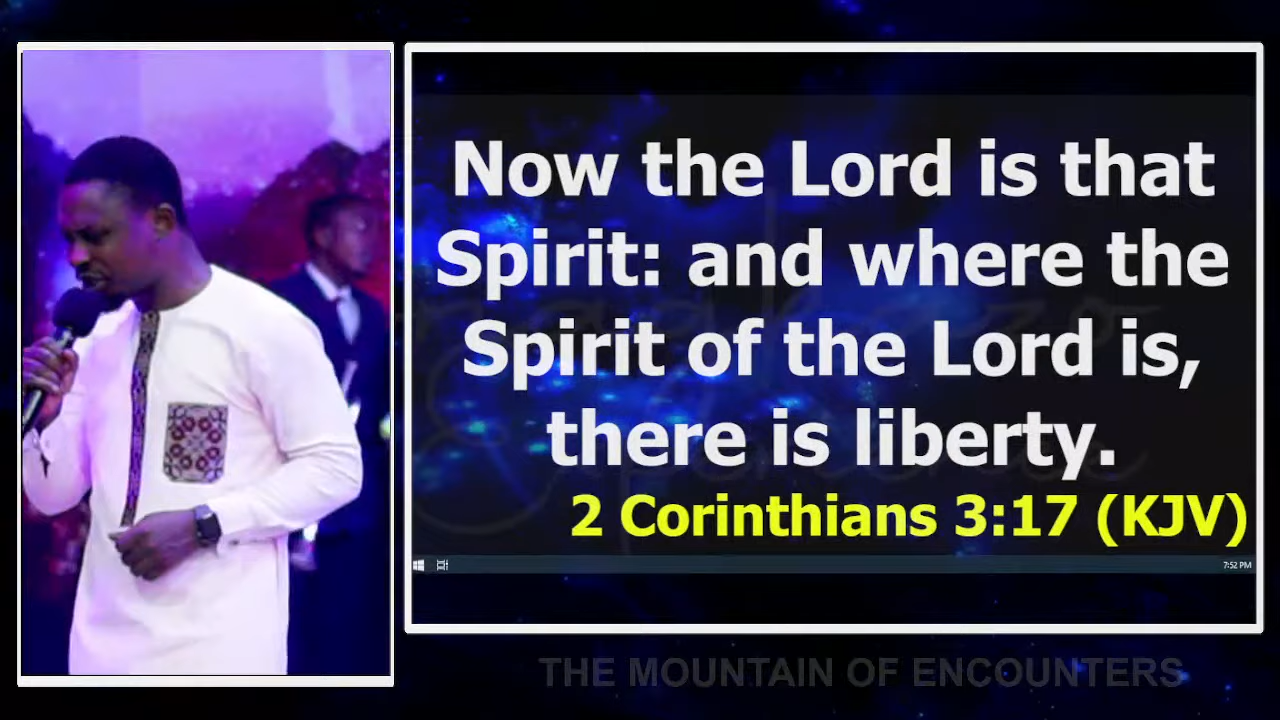 Now the Lord is that
Spirit: and where the
Spirit of the Lord is,
there is liberty.
2 Corinthians 3:17 (KJV)
7:52 PM
THE MOUNTAIN OF ENCOUNTERS